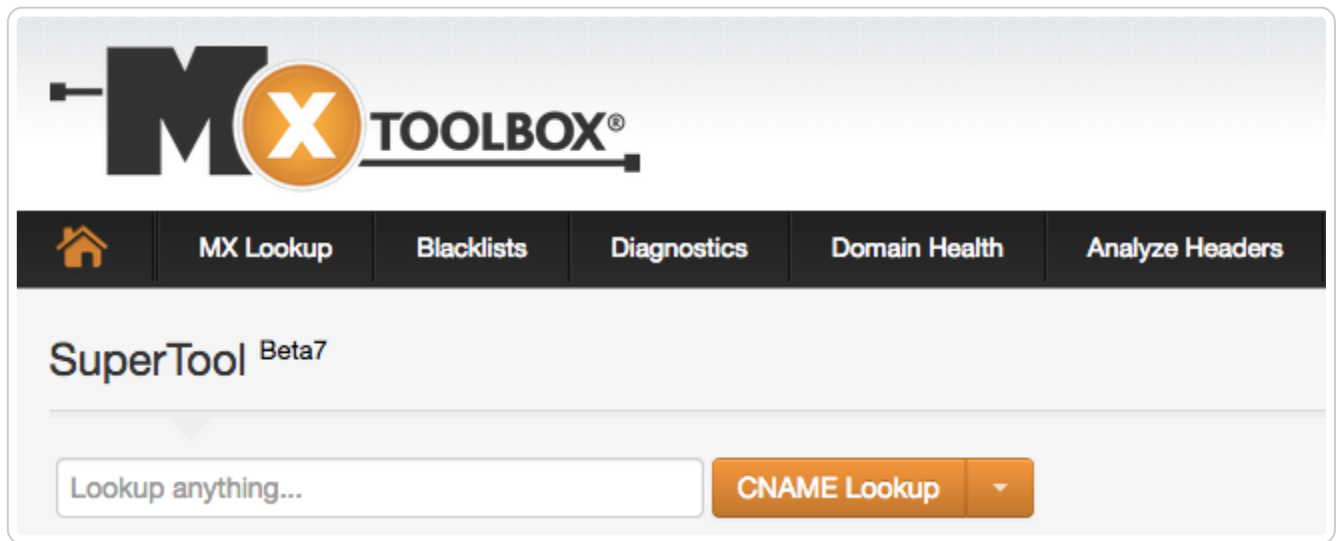 MX TOOLBOX®
MX Lookup Blacklists Diagnostics Domain Health Analyze Headers
SuperTool Beta7
Lookup anything... CNAME Lookup